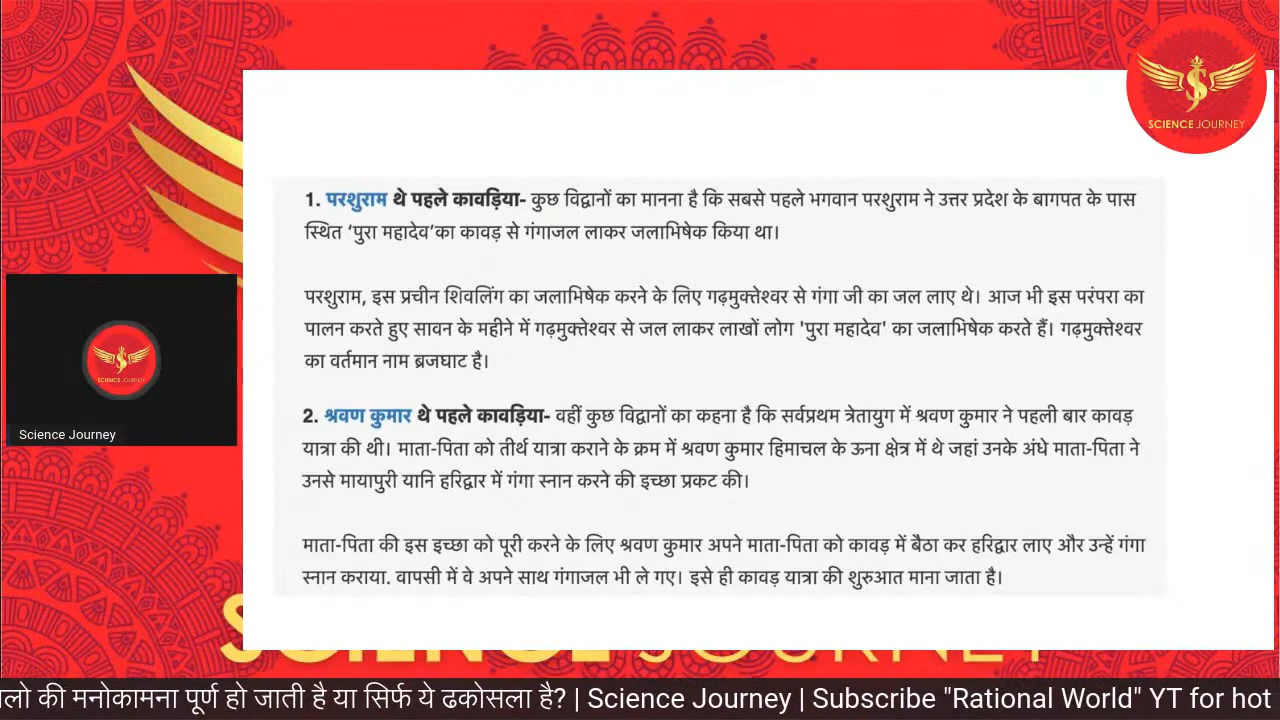 SCIENCE JOURNEY
1. परशुराम थे पहले कावड़िया- कुछ विद्वानों का मानना है कि सबसे पहले भगवान परशुराम ने उत्तर प्रदेश के बागपत के पास
स्थित ‘पुरा महादेव’का कावड़ से गंगाजल लाकर जलाभिषेक किया था।
परशुराम, इस प्रचीन शिवलिंग का जलाभिषेक करने के लिए गढ़मुक्तेश्वर से गंगा जी का जल लाए थे। आज भी इस परंपरा का
पालन करते हुए सावन के महीने में गढ़मुक्तेश्वर से जल लाकर लाखों लोग 'पुरा महादेव' का जलाभिषेक करते हैं। गढ़मुक्तेश्वर
का वर्तमान नाम ब्रजघाट है।
2. श्रवण कुमार थे पहले कावड़िया- वहीं कुछ विद्वानों का कहना है कि सर्वप्रथम त्रेतायुग में श्रवण कुमार ने पहली बार कावड़
यात्रा की थी। माता-पिता को तीर्थ यात्रा कराने के क्रम में श्रवण कुमार हिमाचल के ऊना क्षेत्र में थे जहां उनके अंधे माता-पिता ने
उनसे मायापुरी यानि हरिद्वार में गंगा स्नान करने की इच्छा प्रकट की।
माता-पिता की इस इच्छा को पूरी करने के लिए श्रवण कुमार अपने माता-पिता को कावड़ में बैठा कर हरिद्वार लाए और उन्हें गंगा
स्नान कराया. वापसी में वे अपने साथ गंगाजल भी ले गए। इसे ही कावड़ यात्रा की शुरुआत माना जाता है।
SCIENCE JOURNEY
Science Journey
SCIENCE JOURNEY
लो की मनोकामना पूर्ण हो जाती है या सिर्फ ये ढकोसला है? | Science Journey | Subscribe "Rational World" YT for hot